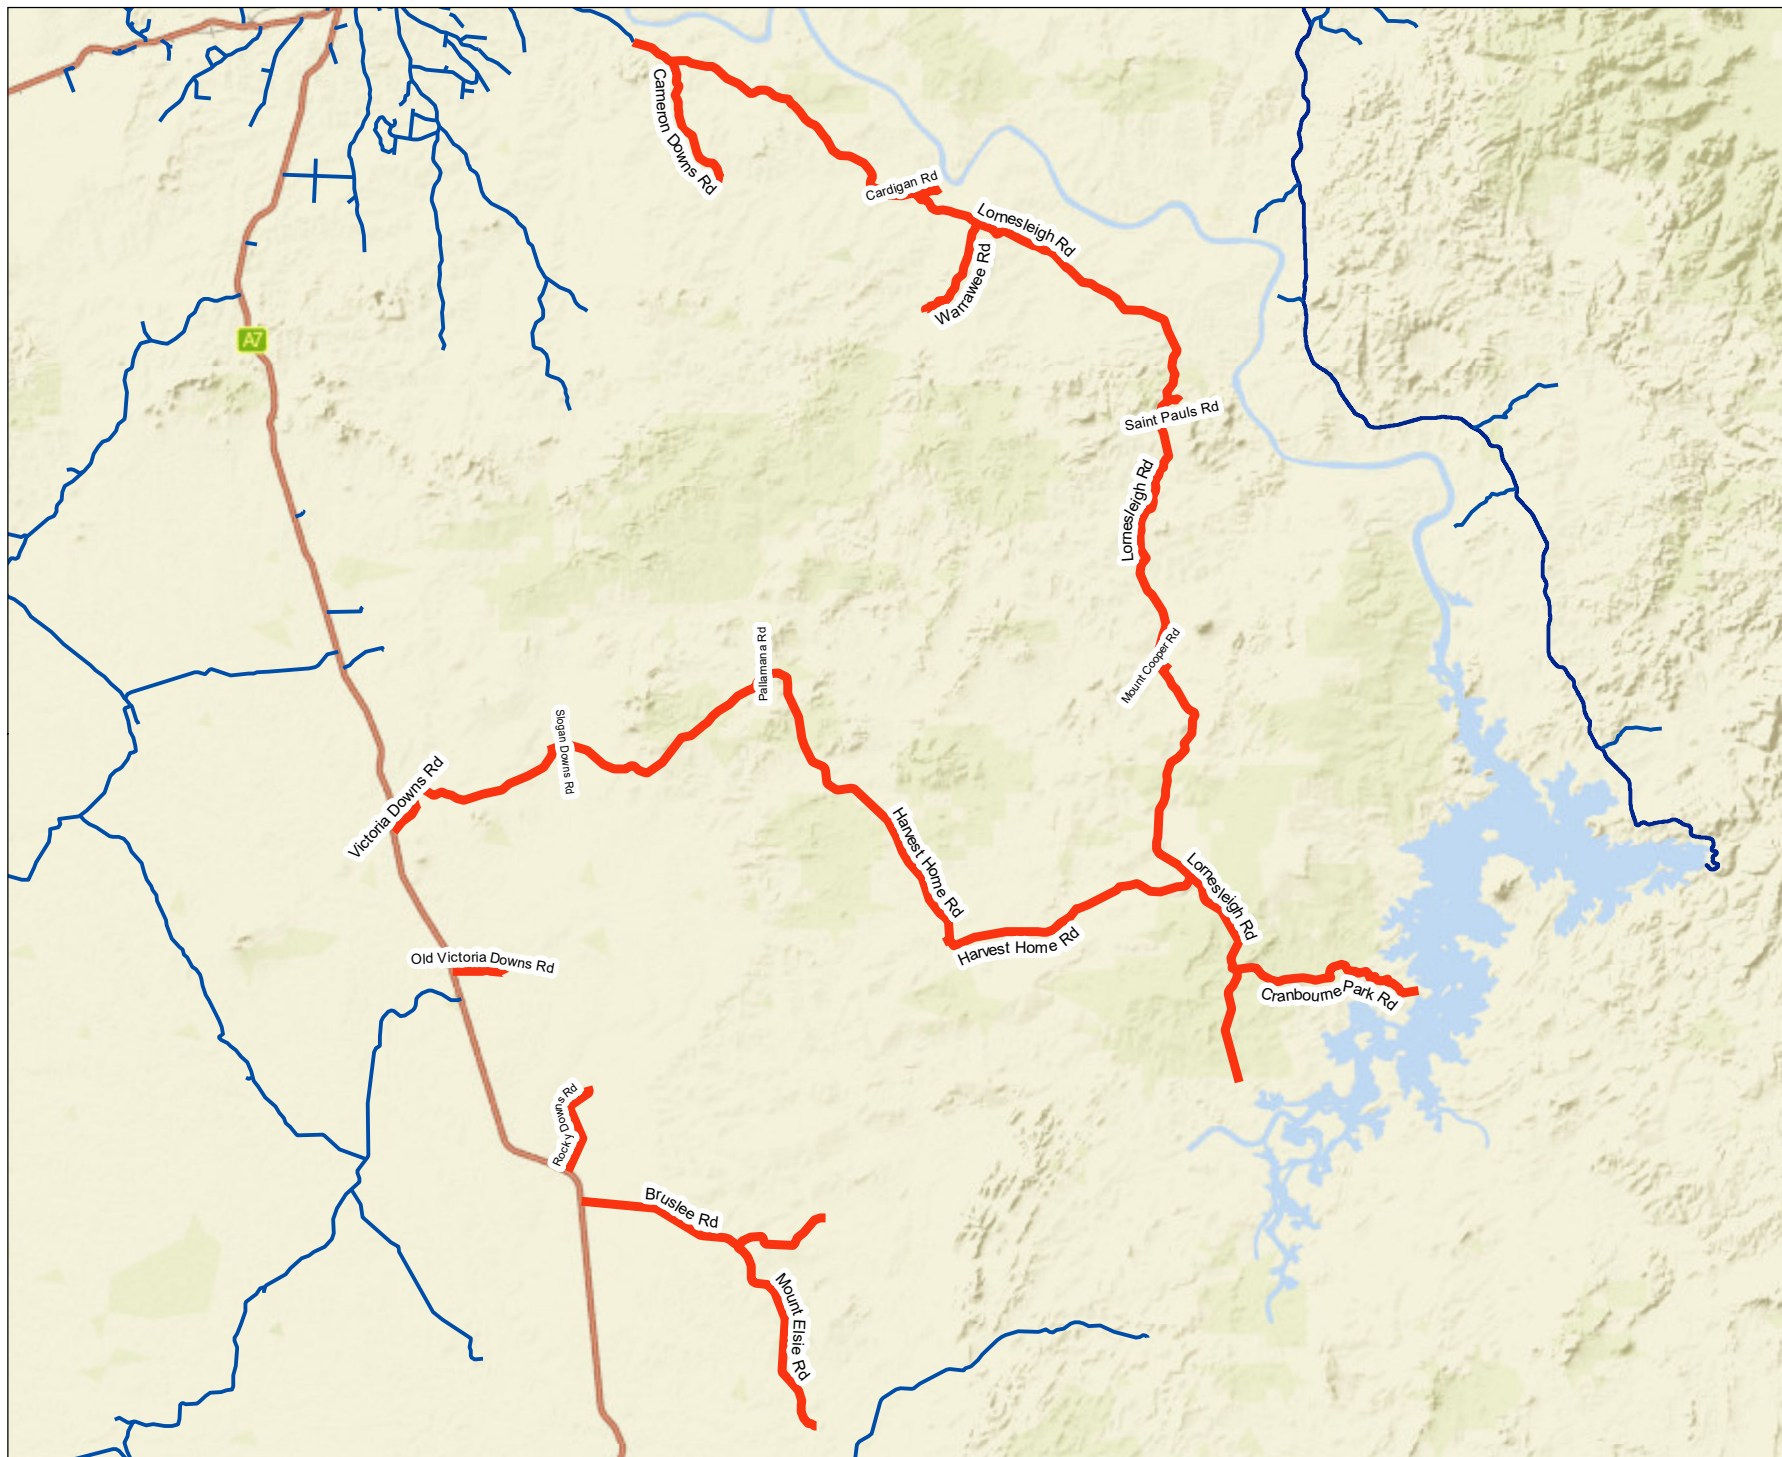 Cameron Downs Rd
Cardigan Rd
Lornesleigh Rd
Warrawee Rd
A7
Saint Pauls Rd
Lornesleigh Rd
Mount Cooper Rd
Pallamana Rd
Slogan Downs Rd
Victoria Downs Rd
Harvest Home Rd
Lornesleigh Rd
Harvest Home Rd
Old Victoria Downs Rd
Cranbourne Park Rd
Rocky Downs Rd
Bruslee Rd
Mount Elsie Rd